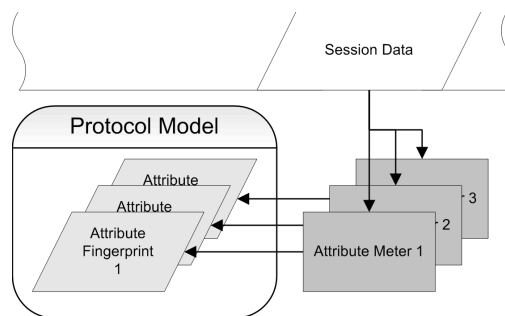 Session Data
Protocol Model
Attribute
Attribute
Attribute
Fingerprint
1
3
2
Attribute Meter 1